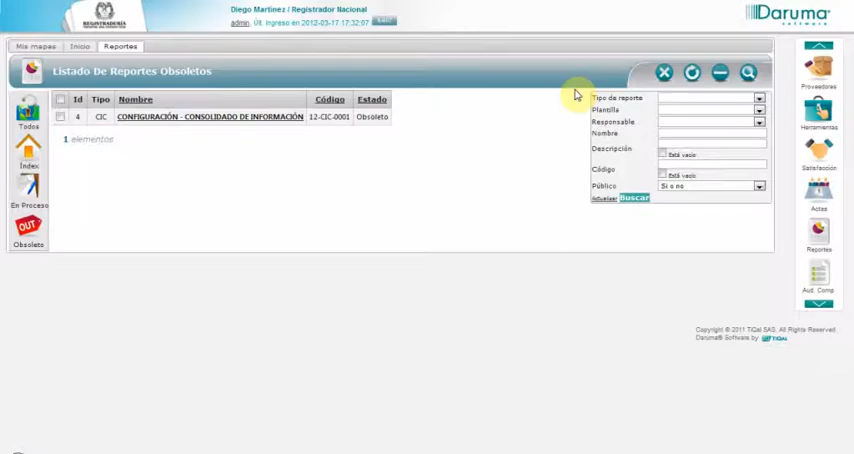 REGISTRADURÍA
Diego Martinez / Registrador Nacional
admin, Últ. Ingreso en 2012-03-17 17:32:07
Daruma
software
Mis mapas Inicio Reportes
Listado De Reportes Obsoletos
Todos
Índex
En Proceso
OUT
Obsoleto
Id Tipo Nombre Código Estado
4 CIC CONFIGURACIÓN - CONSOLIDADO DE INFORMACIÓN 12-CIC-0001 Obsoleto
1 elementos
Tipo de reporte
Plantilla
Responsable
Nombre
Descripción
Está vacío
Código
Está vacío
Público Si o no
Actualizar Buscar
Proveedores
Herramientas
Satisfacción
Actas
Reportes
Aud. Comp.
Copyright © 2011 TiQal SAS, All Rights Reserved.
Daruma® Software by TIQAL